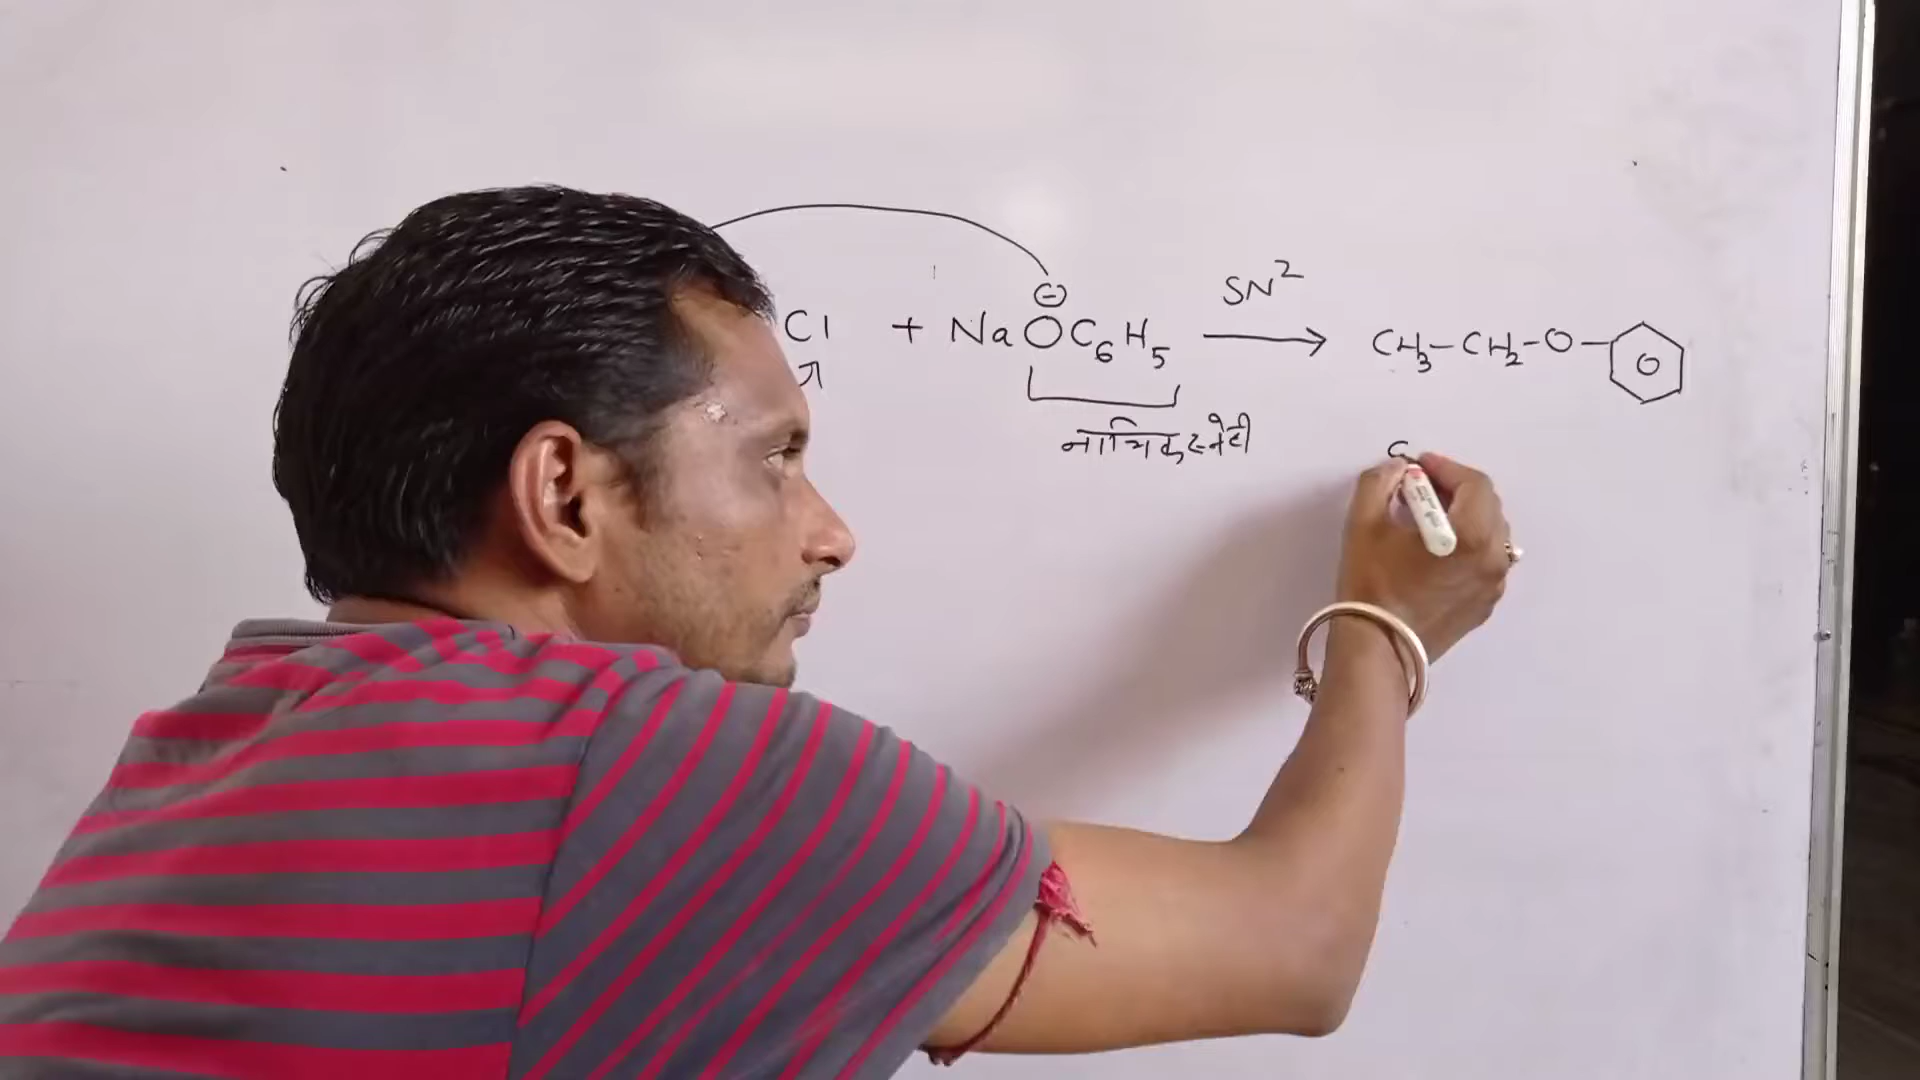 SN²
⊖
Cl + NaOC₆H₅ → CH₃-CH₂-O-
नाभिकस्नेही